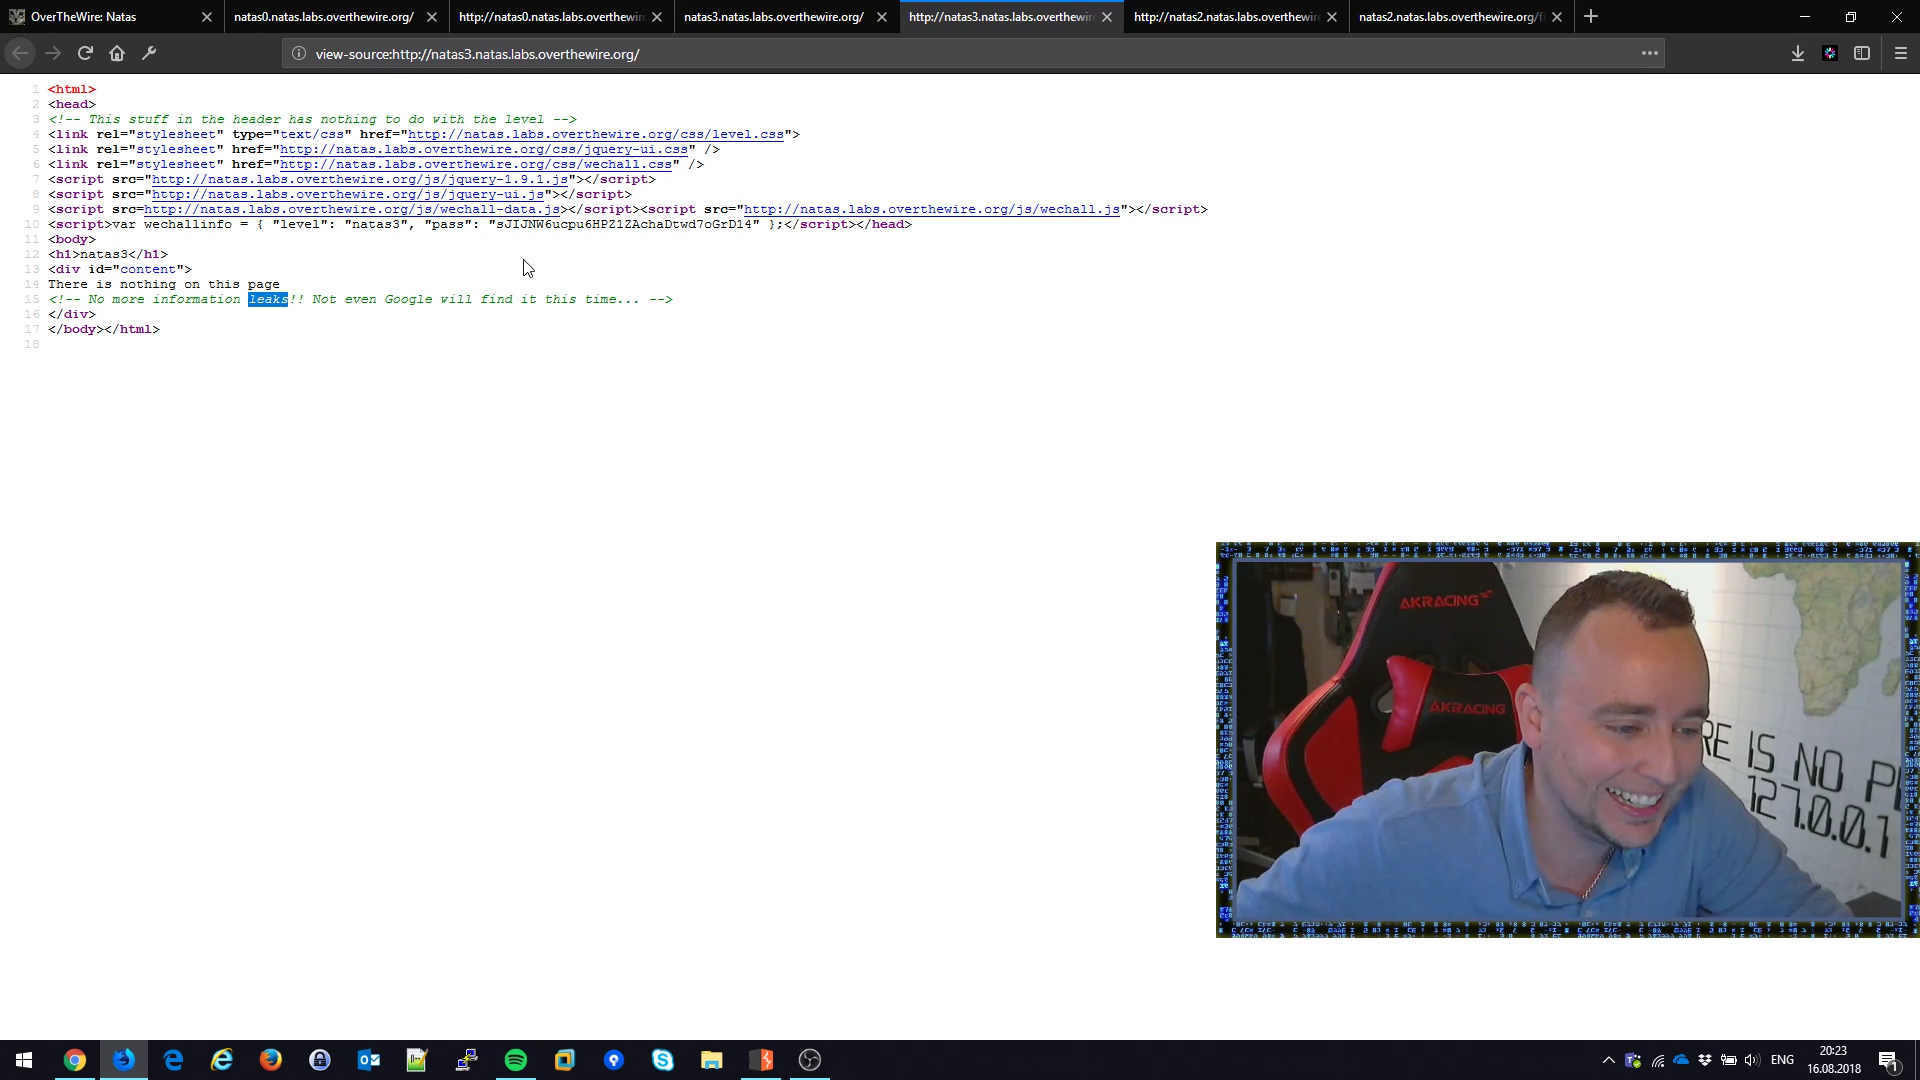 OverTheWire: Natas
natas0.natas.labs.overthewire.org/
http://natas0.natas.labs.overthewire
natas3.natas.labs.overthewire.org/
http://natas3.natas.labs.overthewire
http://natas2.natas.labs.overthewire
natas2.natas.labs.overthewire.org/fi
view-source:http://natas3.natas.labs.overthewire.org/
1 <html>
2 <head>
3 <!-- This stuff in the header has nothing to do with the level -->
4 <link rel="stylesheet" type="text/css" href="http://natas.labs.overthewire.org/css/level.css">
5 <link rel="stylesheet" href="http://natas.labs.overthewire.org/css/jquery-ui.css" />
6 <link rel="stylesheet" href="http://natas.labs.overthewire.org/css/wechall.css" />
7 <script src="http://natas.labs.overthewire.org/js/jquery-1.9.1.js"></script>
8 <script src="http://natas.labs.overthewire.org/js/jquery-ui.js"></script>
9 <script src=http://natas.labs.overthewire.org/js/wechall-data.js></script><script src="http://natas.labs.overthewire.org/js/wechall.js"></script>
10 <script>var wechallinfo = { "level": "natas3", "pass": "sJIJNW6ucpu6HPZ1ZAchaDtwd7oGrD14" };</script></head>
11 <body>
12 <h1>natas3</h1>
13 <div id="content">
14 There is nothing on this page
15 <!-- No more information leaks!! Not even Google will find it this time... -->
16 </div>
17 </body></html>
18
AKRACING
AKRACING
IS NO
127.0.0.1
ENG
20:23
16.08.2018
1